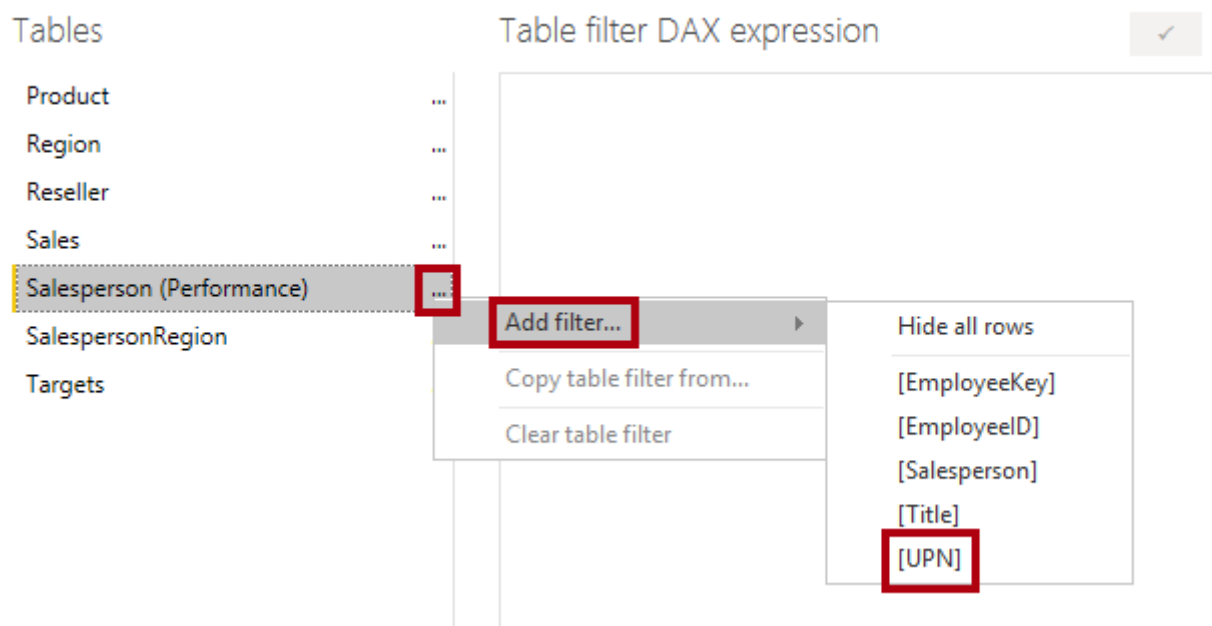 Tables
Table filter DAX expression
Product ...
Region ...
Reseller ...
Sales ...
Salesperson (Performance) ...
SalespersonRegion
Targets
Add filter...
Copy table filter from...
Clear table filter
Hide all rows
[EmployeeKey]
[EmployeeID]
[Salesperson]
[Title]
[UPN]